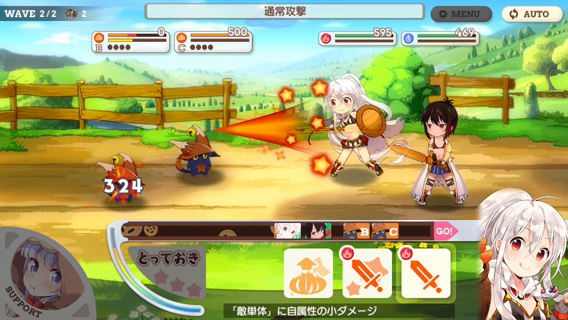 WAVE 2/2 2
通常攻撃
MENU
AUTO
0
B
500
C
595
469
324
B C GO!
とっておき
SUPPORT
「敵単体」に自属性の小ダメージ